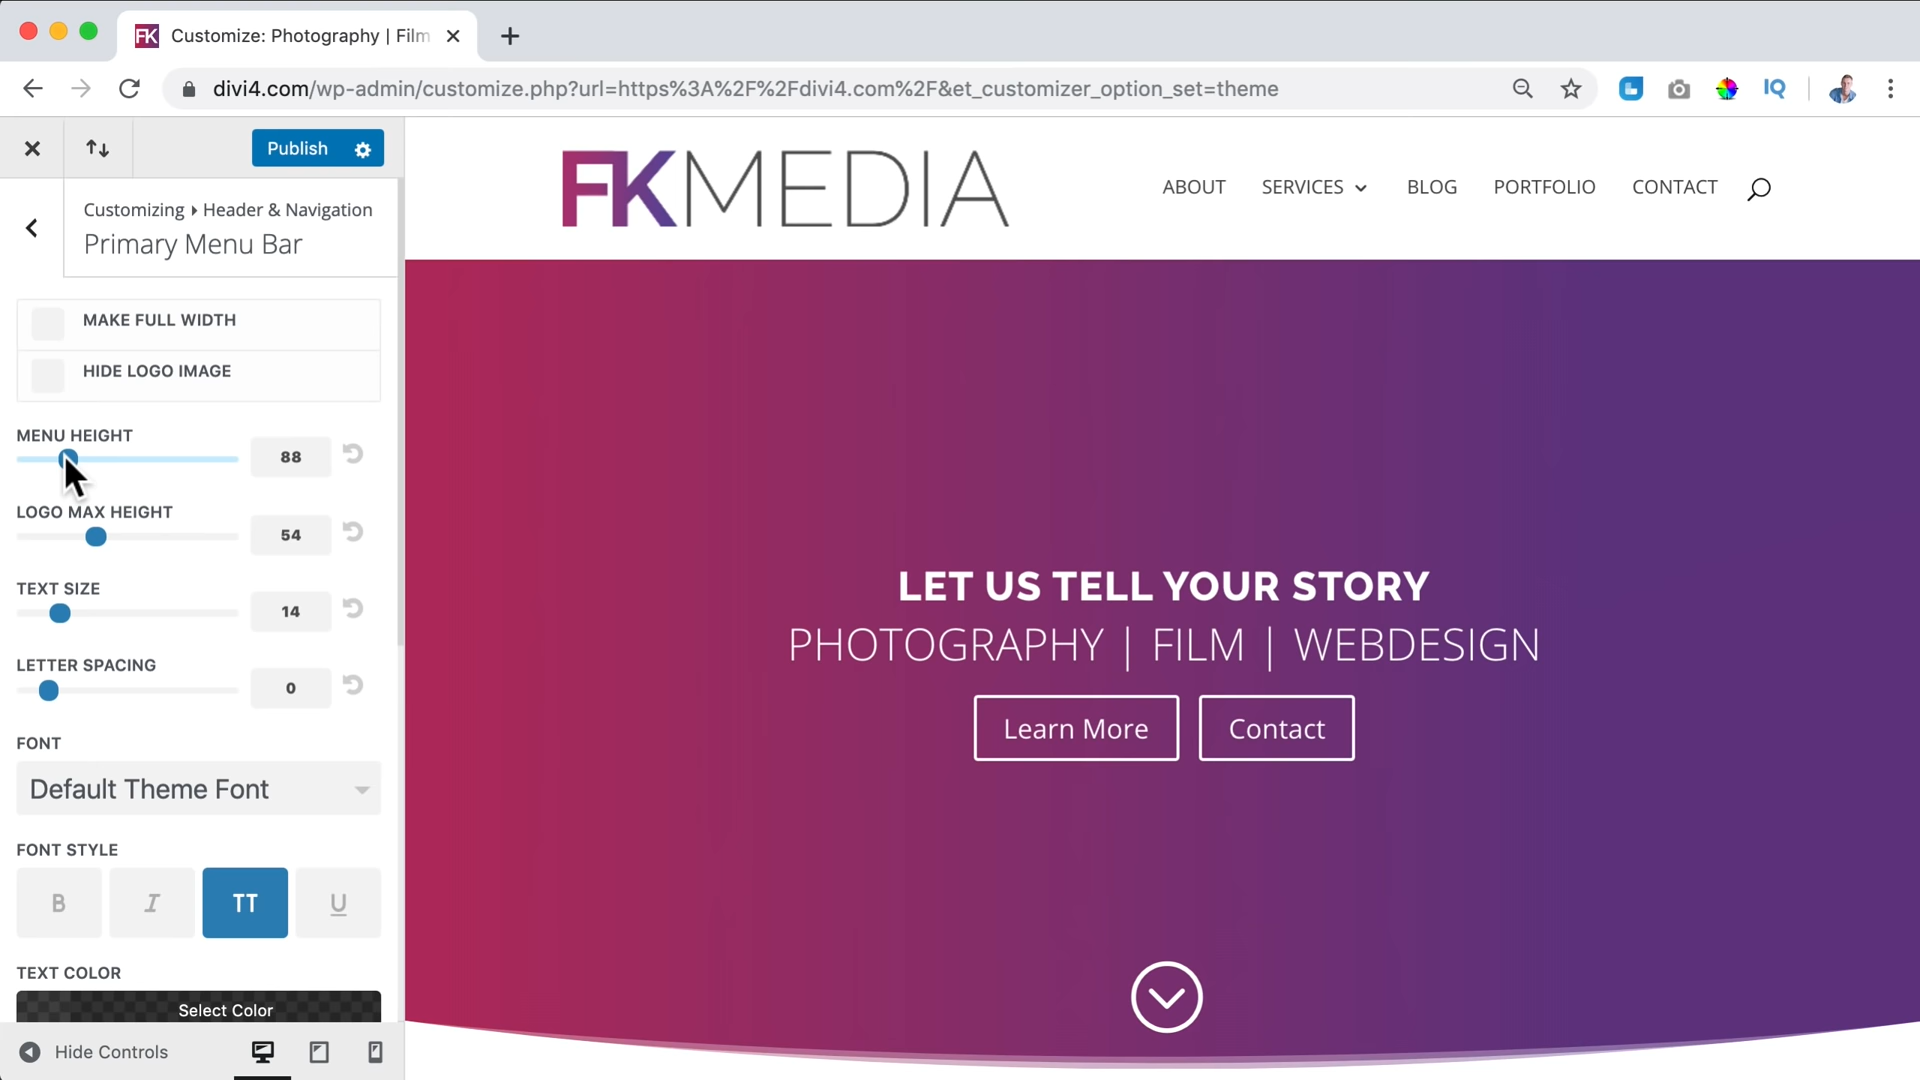 FK Customize: Photography | Film
divi4.com/wp-admin/customize.php?url=https%3A%2F%2Fdivi4.com%2F&et_customizer_option_set=theme
IQ
Publish
Customizing ▸ Header & Navigation
Primary Menu Bar
MAKE FULL WIDTH
HIDE LOGO IMAGE
MENU HEIGHT
88
LOGO MAX HEIGHT
54
TEXT SIZE
14
LETTER SPACING
0
FONT
Default Theme Font
FONT STYLE
B I TT U
TEXT COLOR
Select Color
Hide Controls
FKMEDIA
ABOUT SERVICES BLOG PORTFOLIO CONTACT
LET US TELL YOUR STORY
PHOTOGRAPHY | FILM | WEBDESIGN
Learn More Contact